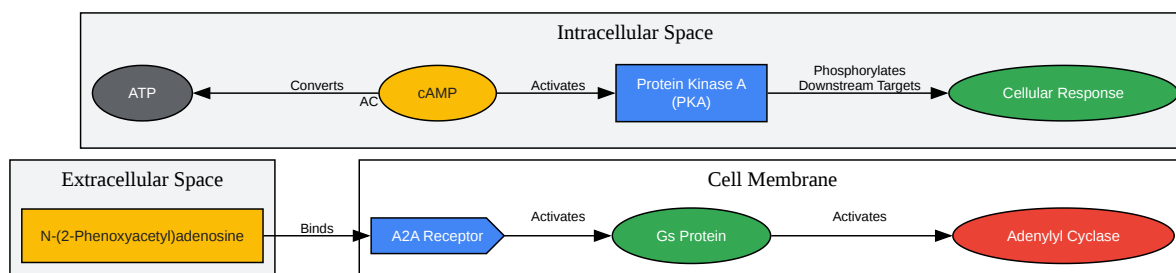 Intracellular Space
ATP
Converts
AC
cAMP
Activates
Protein Kinase A
(PKA)
Phosphorylates
Downstream Targets
Cellular Response
Extracellular Space
N-(2-Phenoxyacetyl)adenosine
Binds
Cell Membrane
A2A Receptor
Activates
Gs Protein
Activates
Adenylyl Cyclase